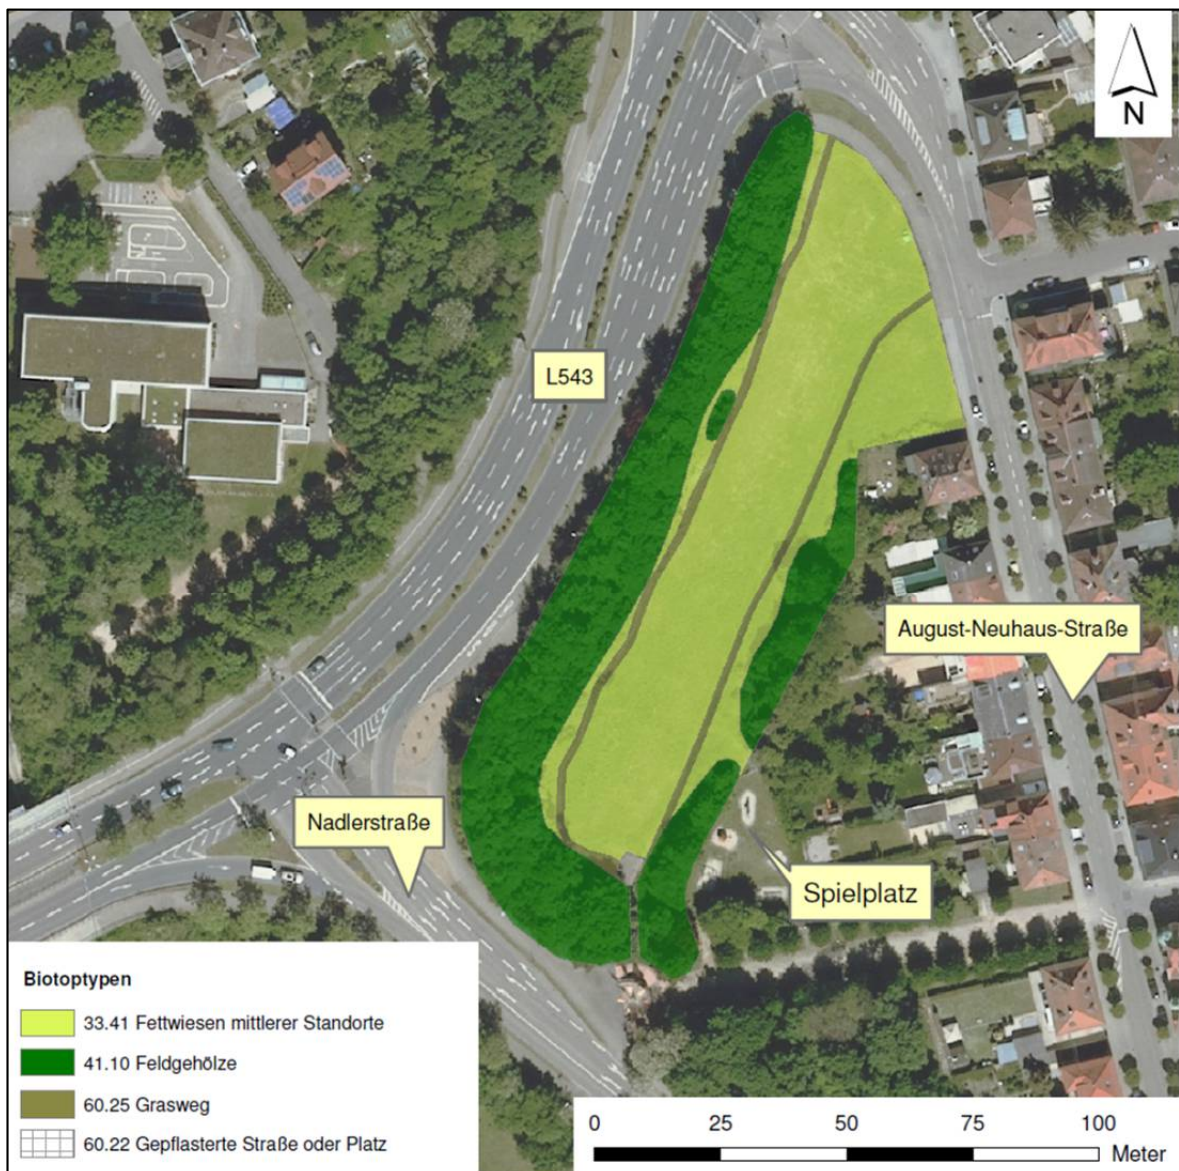 N
L543
August-Neuhaus-Straße
Nadlerstraße
Spielplatz
Biotoptypen
33.41 Fettwiesen mittlerer Standorte
41.10 Feldgehölze
60.25 Grasweg
60.22 Gepflasterte Straße oder Platz
0 25 50 75 100
Meter